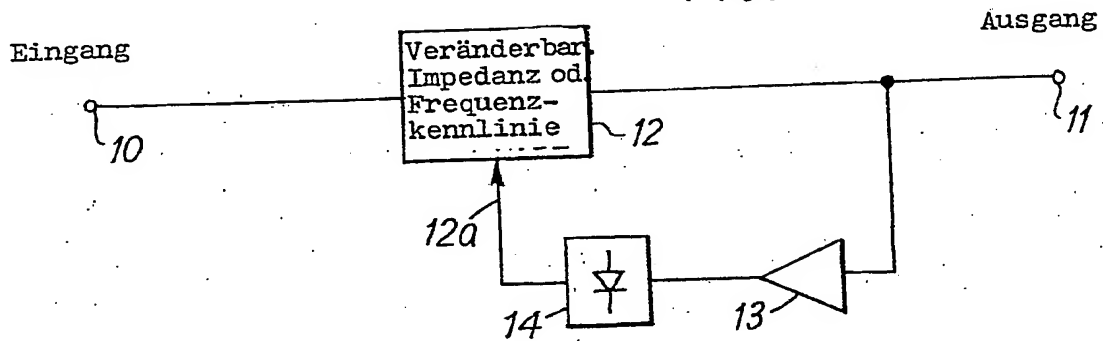 Eingang
Ausgang
Veränderbar.
Impedanz od.
Frequenz-
kennlinie
10
12
11
12a
14
13